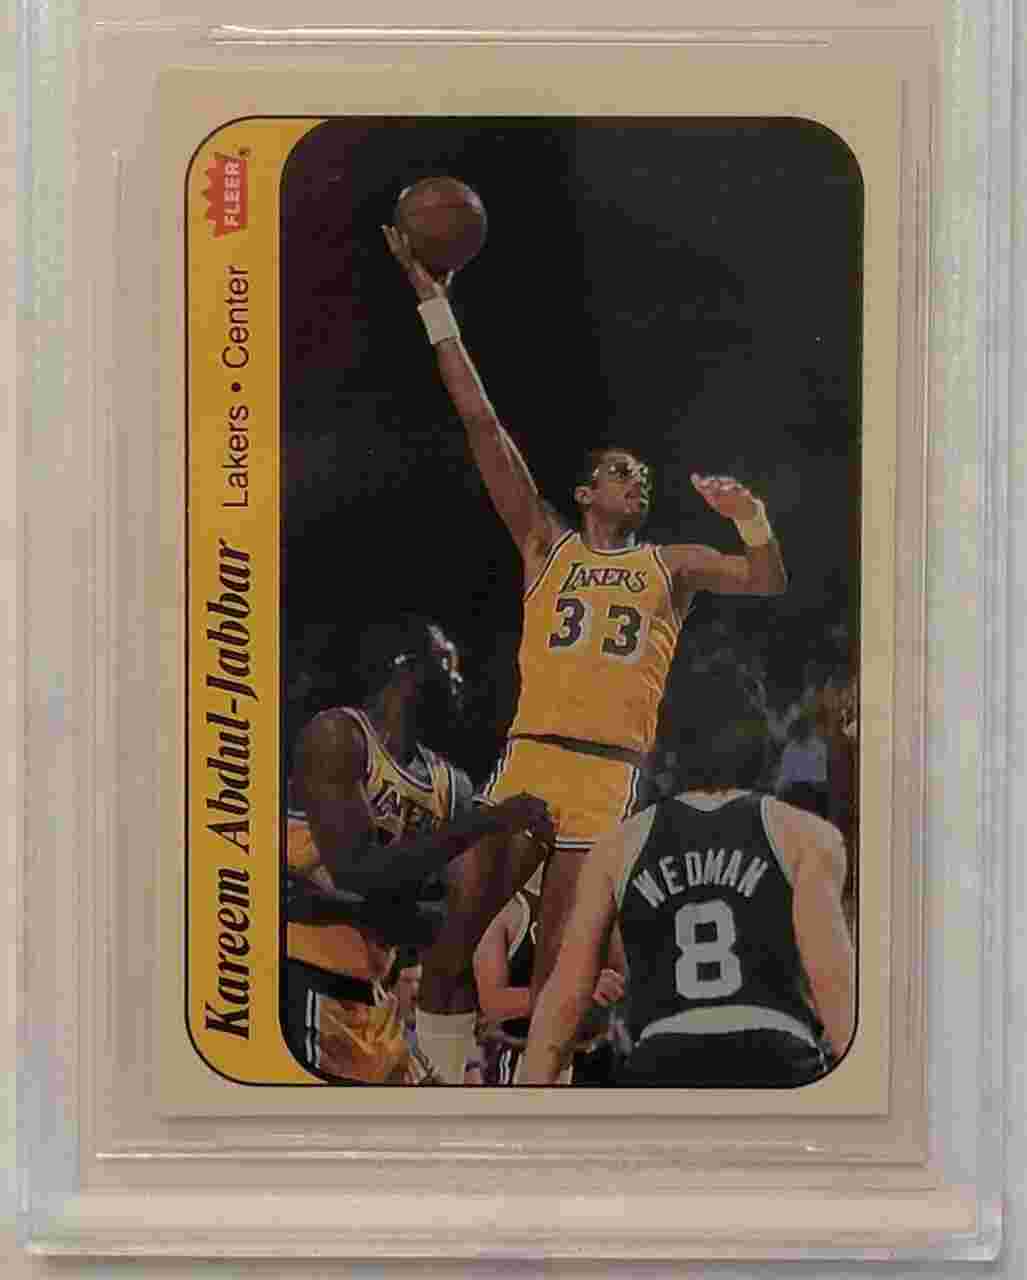 FLEER®
Kareem Abdul-Jabbar Lakers • Center
LAKERS
33
LAKERS
WEDMAN
8